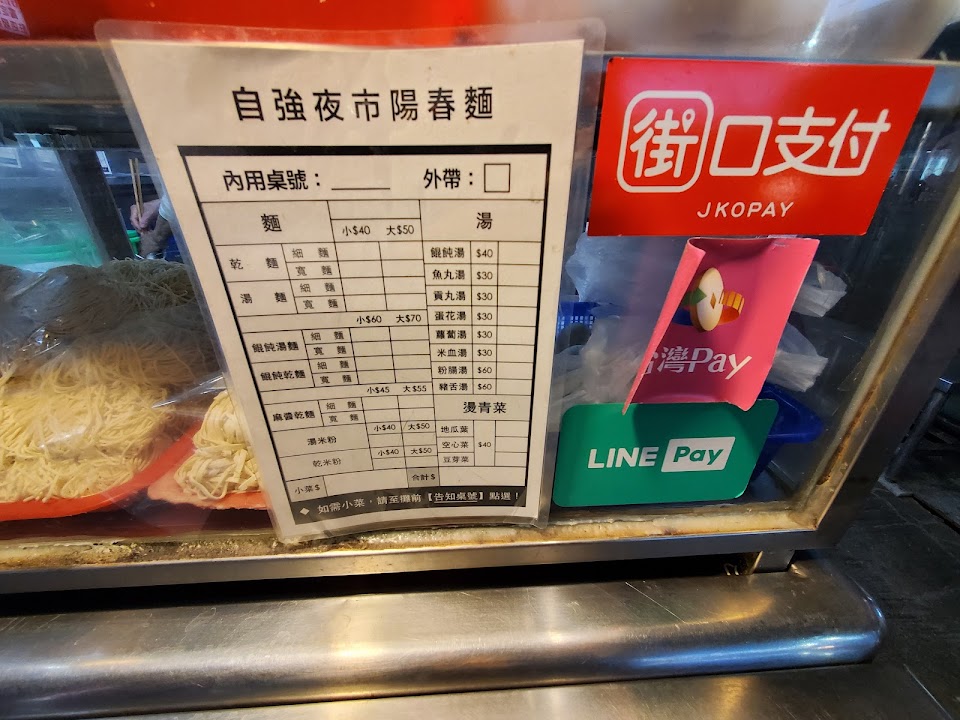 自強夜市陽春麵
內用桌號：____ 外帶：□
麵
小$40 大$50
乾麵
細麵
寬麵
湯麵
細麵
寬麵
小$60 大$70
餛飩湯麵
細麵
寬麵
餛飩乾麵
細麵
寬麵
小$45 大$55
麻醬乾麵
細麵
寬麵
小$40 大$50
湯米粉
小$40 大$50
乾米粉
小菜$
合計$
湯
餛飩湯 $40
魚丸湯 $30
貢丸湯 $30
蛋花湯 $30
蘿蔔湯 $30
米血湯 $30
粉腸湯 $60
豬舌湯 $60
燙青菜
地瓜葉
空心菜 $40
豆芽菜
◆ 如需小菜，請至攤前【告知桌號】點選！
街口支付
JKOPAY
台灣Pay
LINE Pay